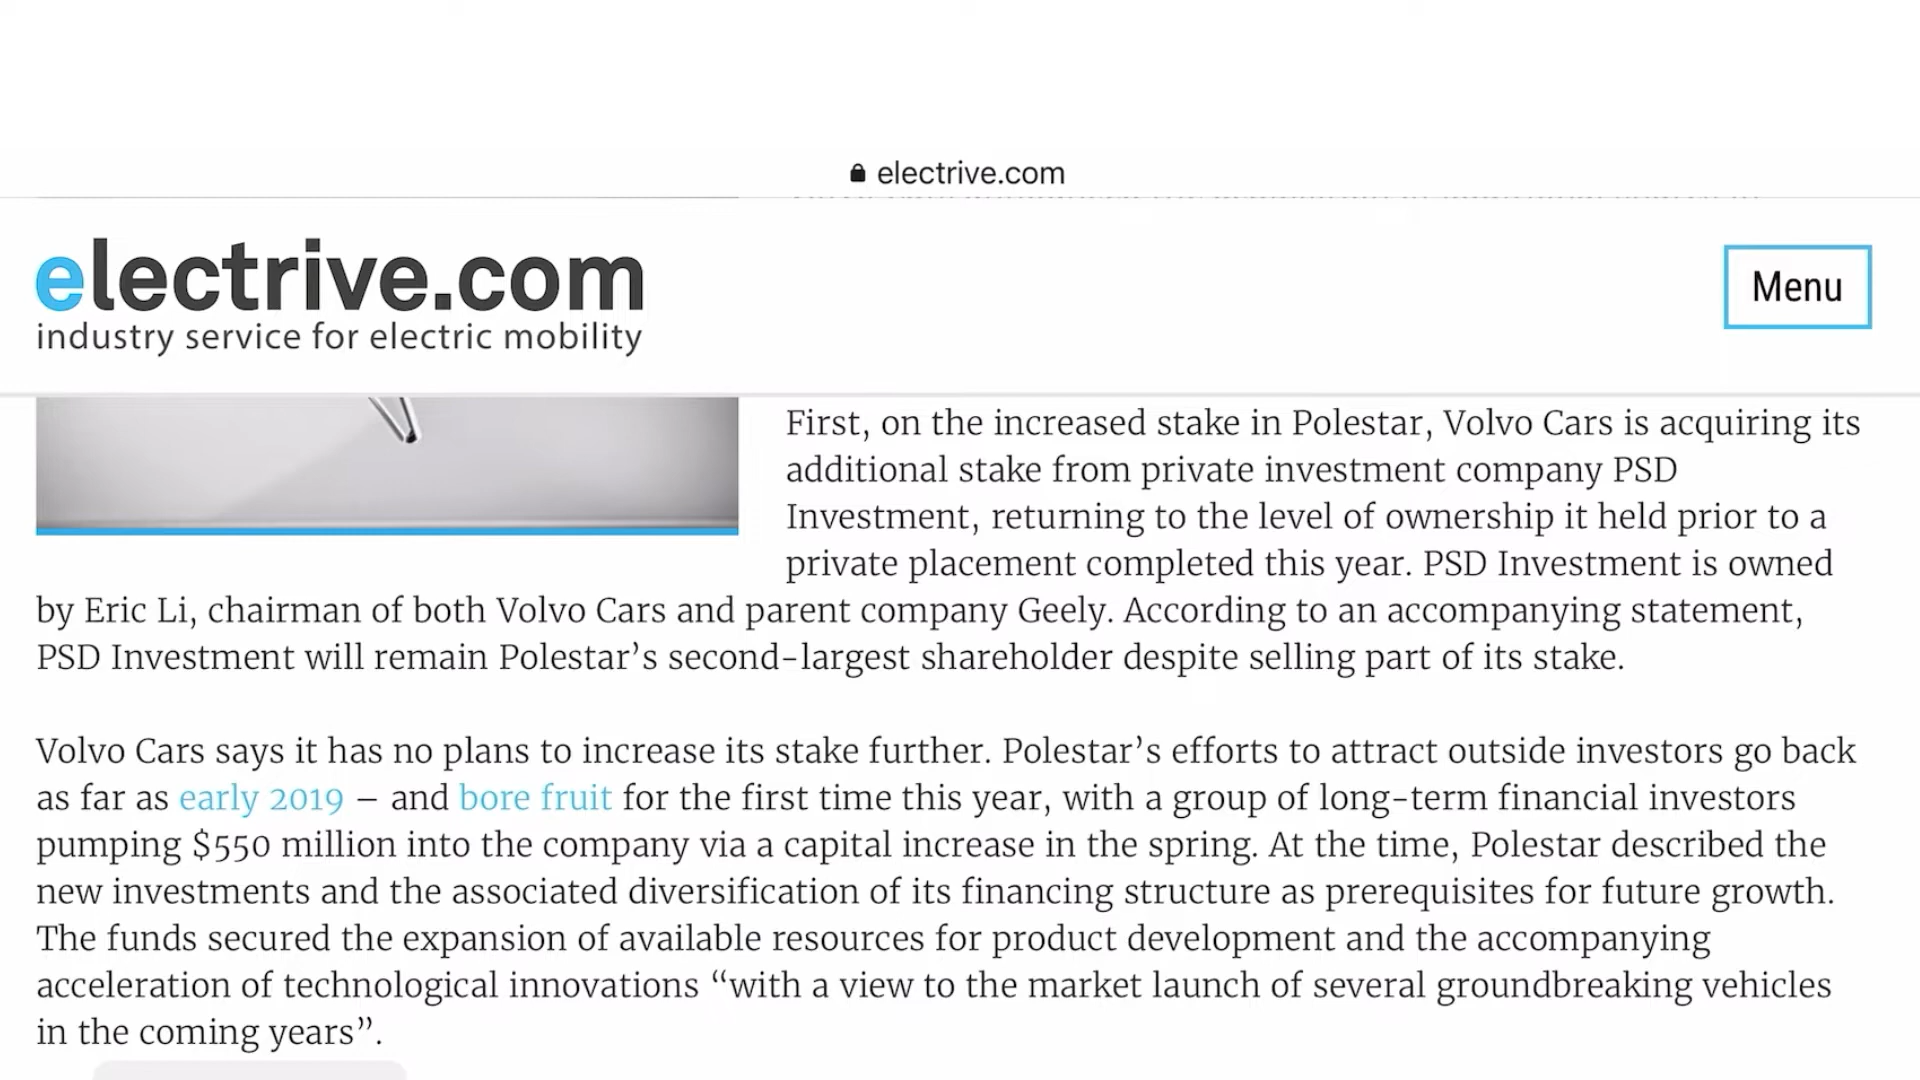 electrive.com
electrive.com
industry service for electric mobility
Menu
First, on the increased stake in Polestar, Volvo Cars is acquiring its
additional stake from private investment company PSD
Investment, returning to the level of ownership it held prior to a
private placement completed this year. PSD Investment is owned
by Eric Li, chairman of both Volvo Cars and parent company Geely. According to an accompanying statement,
PSD Investment will remain Polestar’s second-largest shareholder despite selling part of its stake.
Volvo Cars says it has no plans to increase its stake further. Polestar’s efforts to attract outside investors go back
as far as early 2019 – and bore fruit for the first time this year, with a group of long-term financial investors
pumping $550 million into the company via a capital increase in the spring. At the time, Polestar described the
new investments and the associated diversification of its financing structure as prerequisites for future growth.
The funds secured the expansion of available resources for product development and the accompanying
acceleration of technological innovations “with a view to the market launch of several groundbreaking vehicles
in the coming years”.